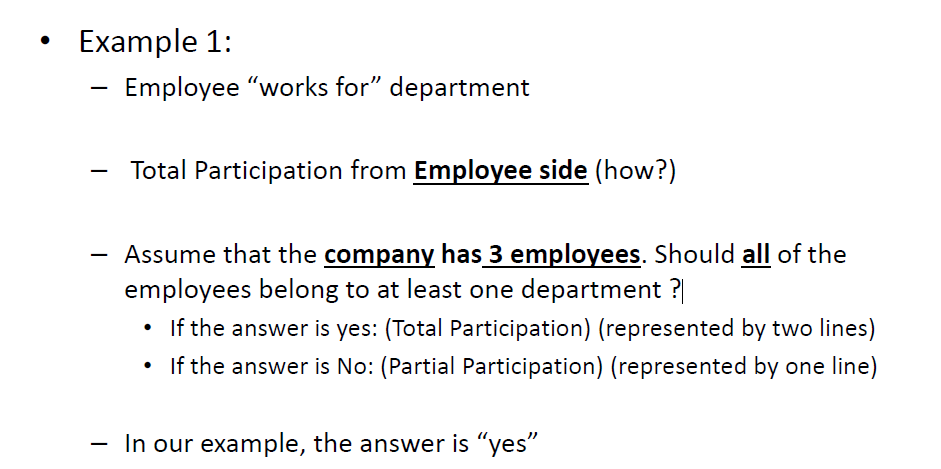 • Example 1:
– Employee “works for” department
– Total Participation from Employee side (how?)
– Assume that the company has 3 employees. Should all of the
employees belong to at least one department ?
• If the answer is yes: (Total Participation) (represented by two lines)
• If the answer is No: (Partial Participation) (represented by one line)
– In our example, the answer is “yes”